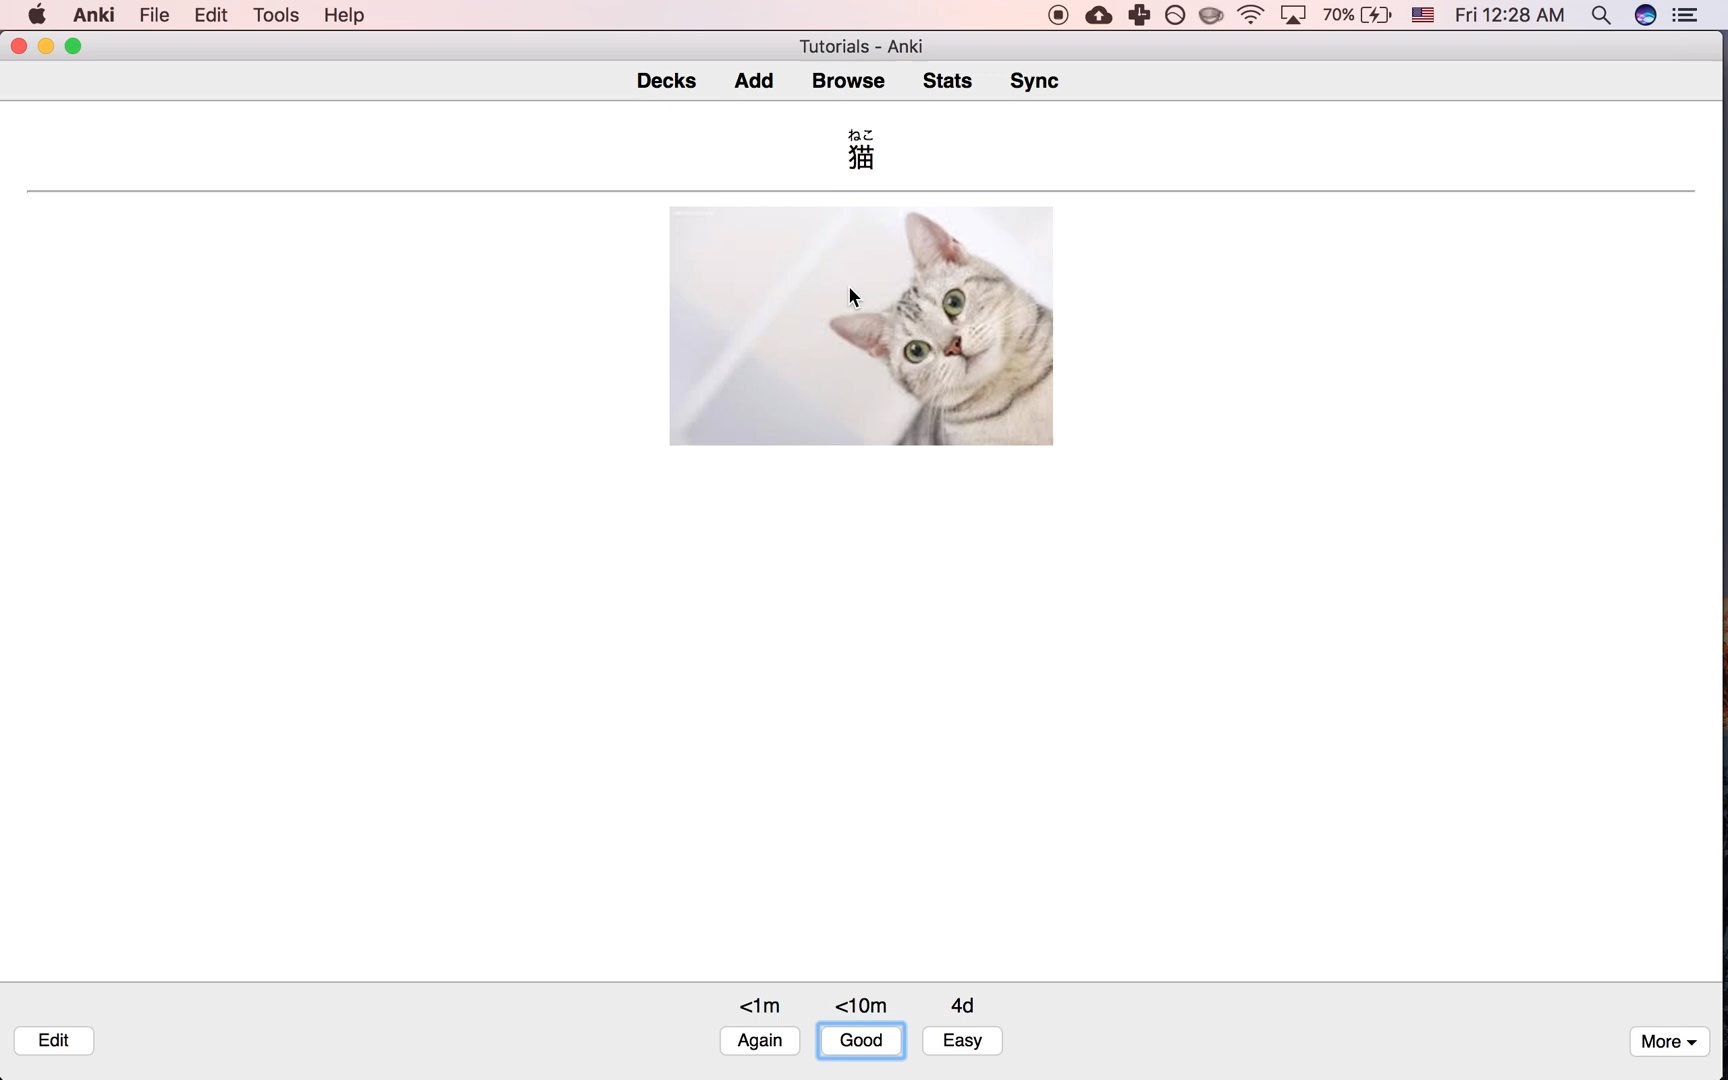 Anki File Edit Tools Help 70% Fri 12:28 AM
Tutorials - Anki
Decks Add Browse Stats Sync
ねこ
猫
<1m <10m 4d
Edit Again Good Easy More